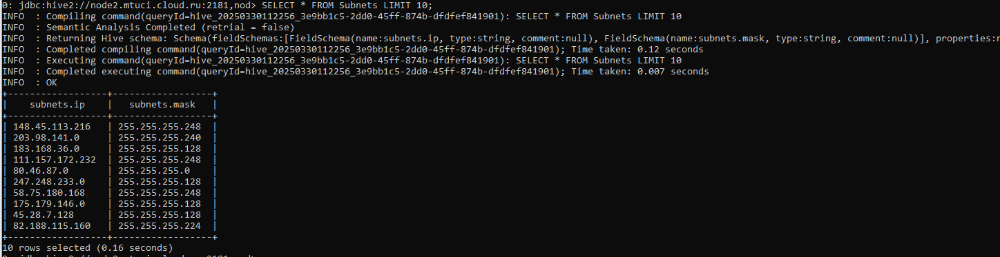 0: jdbc:hive2://node2.mtuci.cloud.ru:2181,nod> SELECT * FROM Subnets LIMIT 10;
INFO  : Compiling command(queryId=hive_20250330112256_3e9bb1c5-2dd0-45ff-874b-dfdfef841901): SELECT * FROM Subnets LIMIT 10
INFO  : Semantic Analysis Completed (retrial = false)
INFO  : Returning Hive schema: Schema(fieldSchemas:[FieldSchema(name:subnets.ip, type:string, comment:null), FieldSchema(name:subnets.mask, type:string, comment:null)], properties:n
INFO  : Completed compiling command(queryId=hive_20250330112256_3e9bb1c5-2dd0-45ff-874b-dfdfef841901); Time taken: 0.12 seconds
INFO  : Executing command(queryId=hive_20250330112256_3e9bb1c5-2dd0-45ff-874b-dfdfef841901): SELECT * FROM Subnets LIMIT 10
INFO  : Completed executing command(queryId=hive_20250330112256_3e9bb1c5-2dd0-45ff-874b-dfdfef841901); Time taken: 0.007 seconds
INFO  : OK
+------------------+------------------+
|    subnets.ip    |   subnets.mask   |
+------------------+------------------+
| 148.45.113.216   | 255.255.255.248  |
| 203.98.141.0     | 255.255.255.240  |
| 183.168.36.0     | 255.255.255.128  |
| 111.157.172.232  | 255.255.255.248  |
| 80.46.87.0       | 255.255.255.0    |
| 247.248.233.0    | 255.255.255.128  |
| 58.75.180.168    | 255.255.255.248  |
| 175.179.146.0    | 255.255.255.128  |
| 45.28.7.128      | 255.255.255.128  |
| 82.188.115.160   | 255.255.255.224  |
+------------------+------------------+
10 rows selected (0.16 seconds)